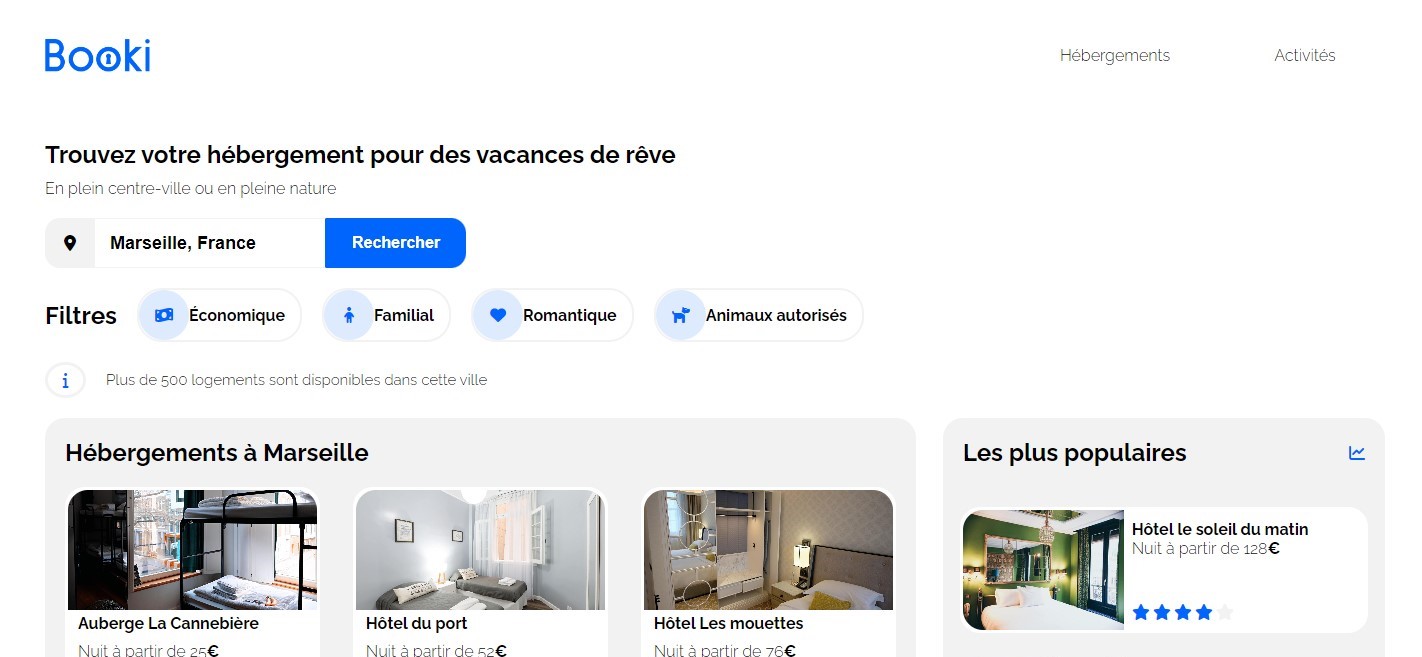 Booki
Hébergements
Activités
Trouvez votre hébergement pour des vacances de rêve
En plein centre-ville ou en pleine nature
Marseille, France
Rechercher
Filtres
Économique
Familial
Romantique
Animaux autorisés
Plus de 500 logements sont disponibles dans cette ville
Hébergements à Marseille
Auberge La Cannebière
Nuit à partir de 25€
Hôtel du port
Nuit à partir de 52€
Hôtel Les mouettes
Nuit à partir de 76€
Les plus populaires
Hôtel le soleil du matin
Nuit à partir de 128€